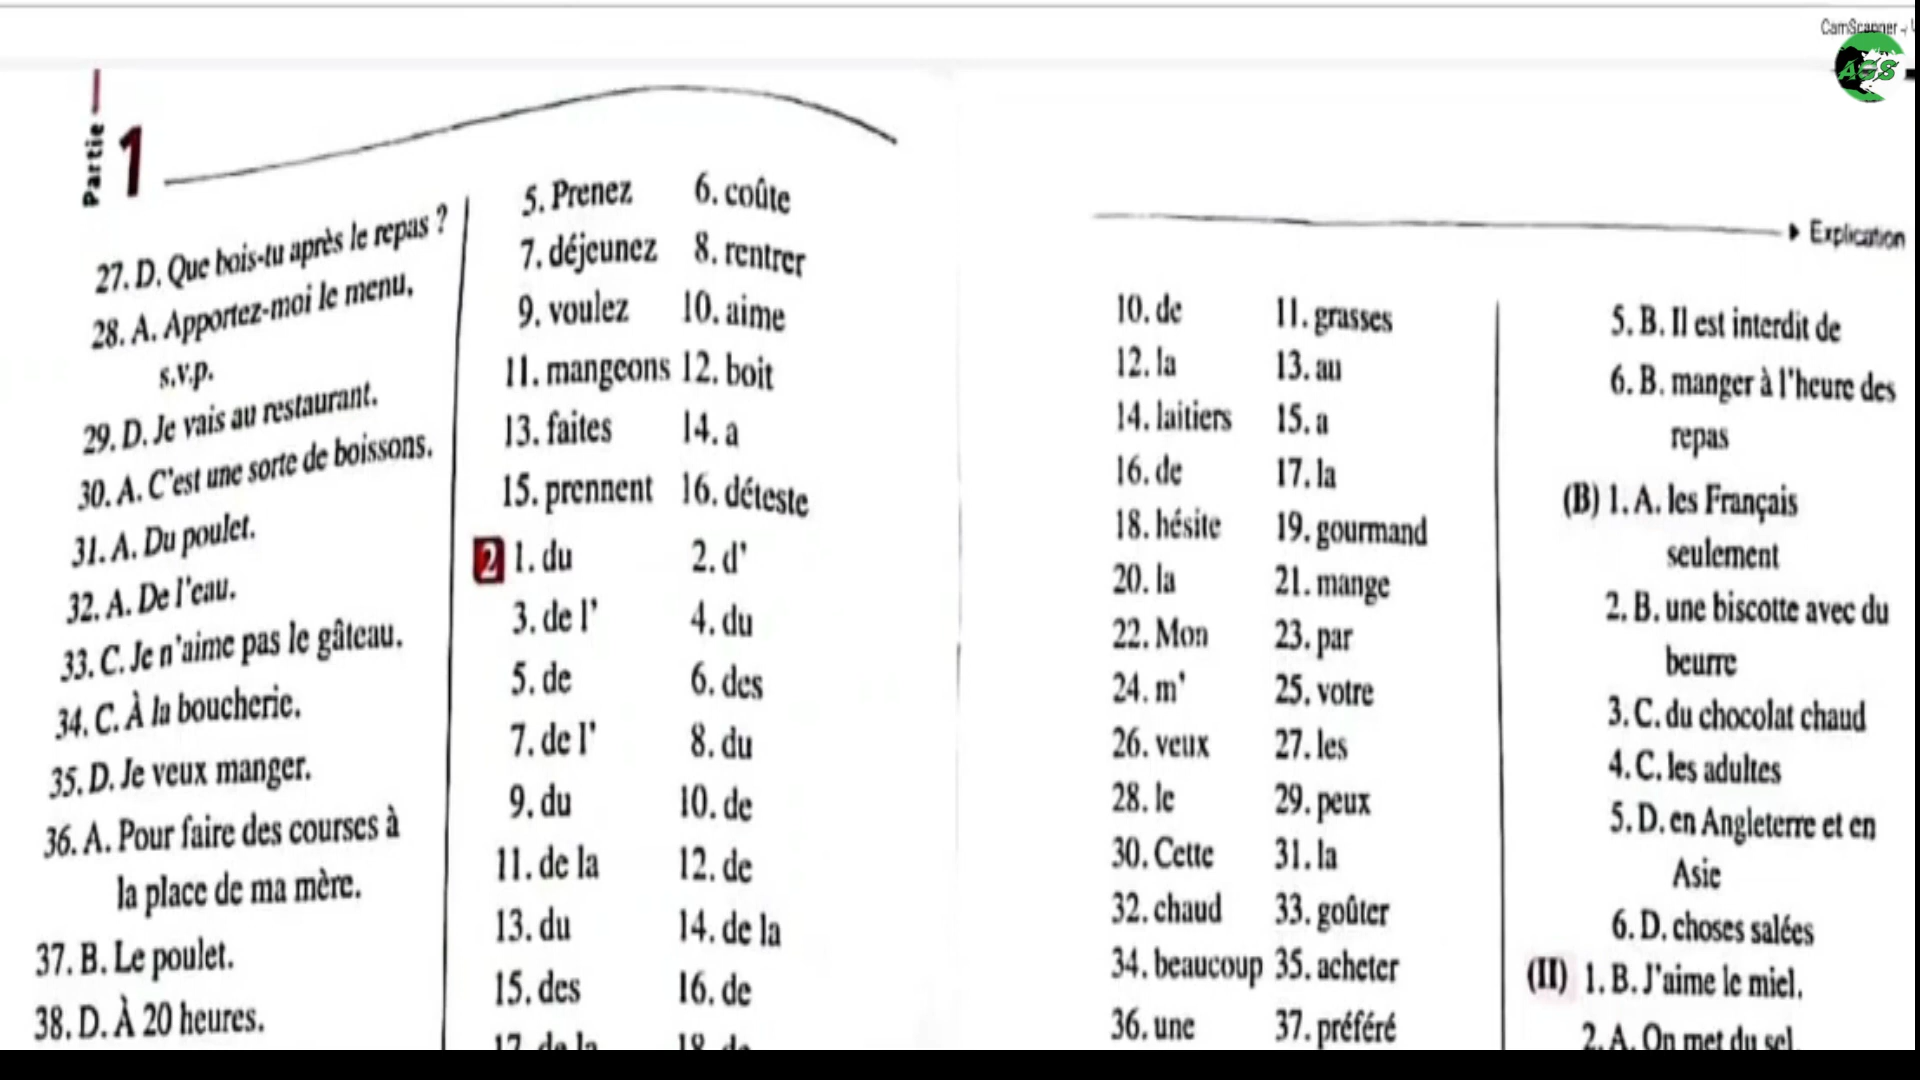 CamScanner
AGS
Partie 1
27. D. Que bois-tu après le repas ?
28. A. Apportez-moi le menu,
s.v.p.
29. D. Je vais au restaurant.
30. A. C'est une sorte de boissons.
31. A. Du poulet.
32. A. De l'eau.
33. C. Je n'aime pas le gâteau.
34. C. À la boucherie.
35. D. Je veux manger.
36. A. Pour faire des courses à
la place de ma mère.
37. B. Le poulet.
38. D. À 20 heures.
5. Prenez 6. coûte
7. déjeunez 8. rentrer
9. voulez 10. aime
11. mangeons 12. boit
13. faites 14. a
15. prennent 16. déteste
2 1. du 2. d'
3. de l' 4. du
5. de 6. des
7. de l' 8. du
9. du 10. de
11. de la 12. de
13. du 14. de la
15. des 16. de
17. de la 18. de
Explication
10. de 11. grasses
12. la 13. au
14. laitiers 15. a
16. de 17. la
18. hésite 19. gourmand
20. la 21. mange
22. Mon 23. par
24. m' 25. votre
26. veux 27. les
28. le 29. peux
30. Cette 31. la
32. chaud 33. goûter
34. beaucoup 35. acheter
36. une 37. préféré
5. B. Il est interdit de
6. B. manger à l'heure des
repas
(B) 1. A. les Français
seulement
2. B. une biscotte avec du
beurre
3. C. du chocolat chaud
4. C. les adultes
5. D. en Angleterre et en
Asie
6. D. choses salées
(II) 1. B. J'aime le miel.
2. A. On met du sel.